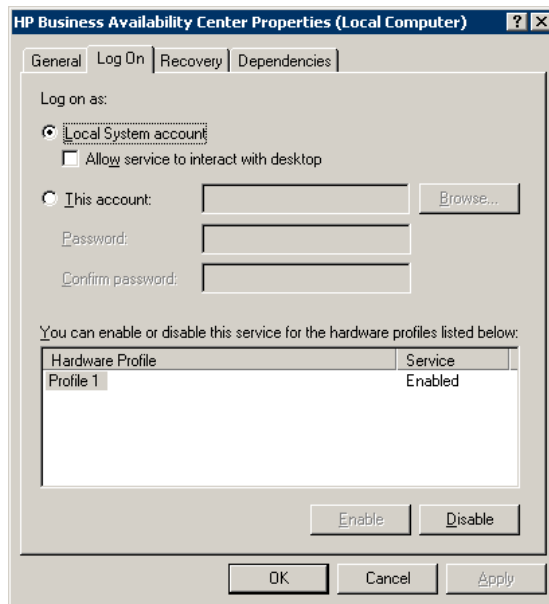 HP Business Availability Center Properties (Local Computer)
General Log On Recovery Dependencies
Log on as:
Local System account
Allow service to interact with desktop
This account:
Browse...
Password:
Confirm password:
You can enable or disable this service for the hardware profiles listed below:
Hardware Profile Service
Profile 1 Enabled
Enable Disable
OK Cancel Apply